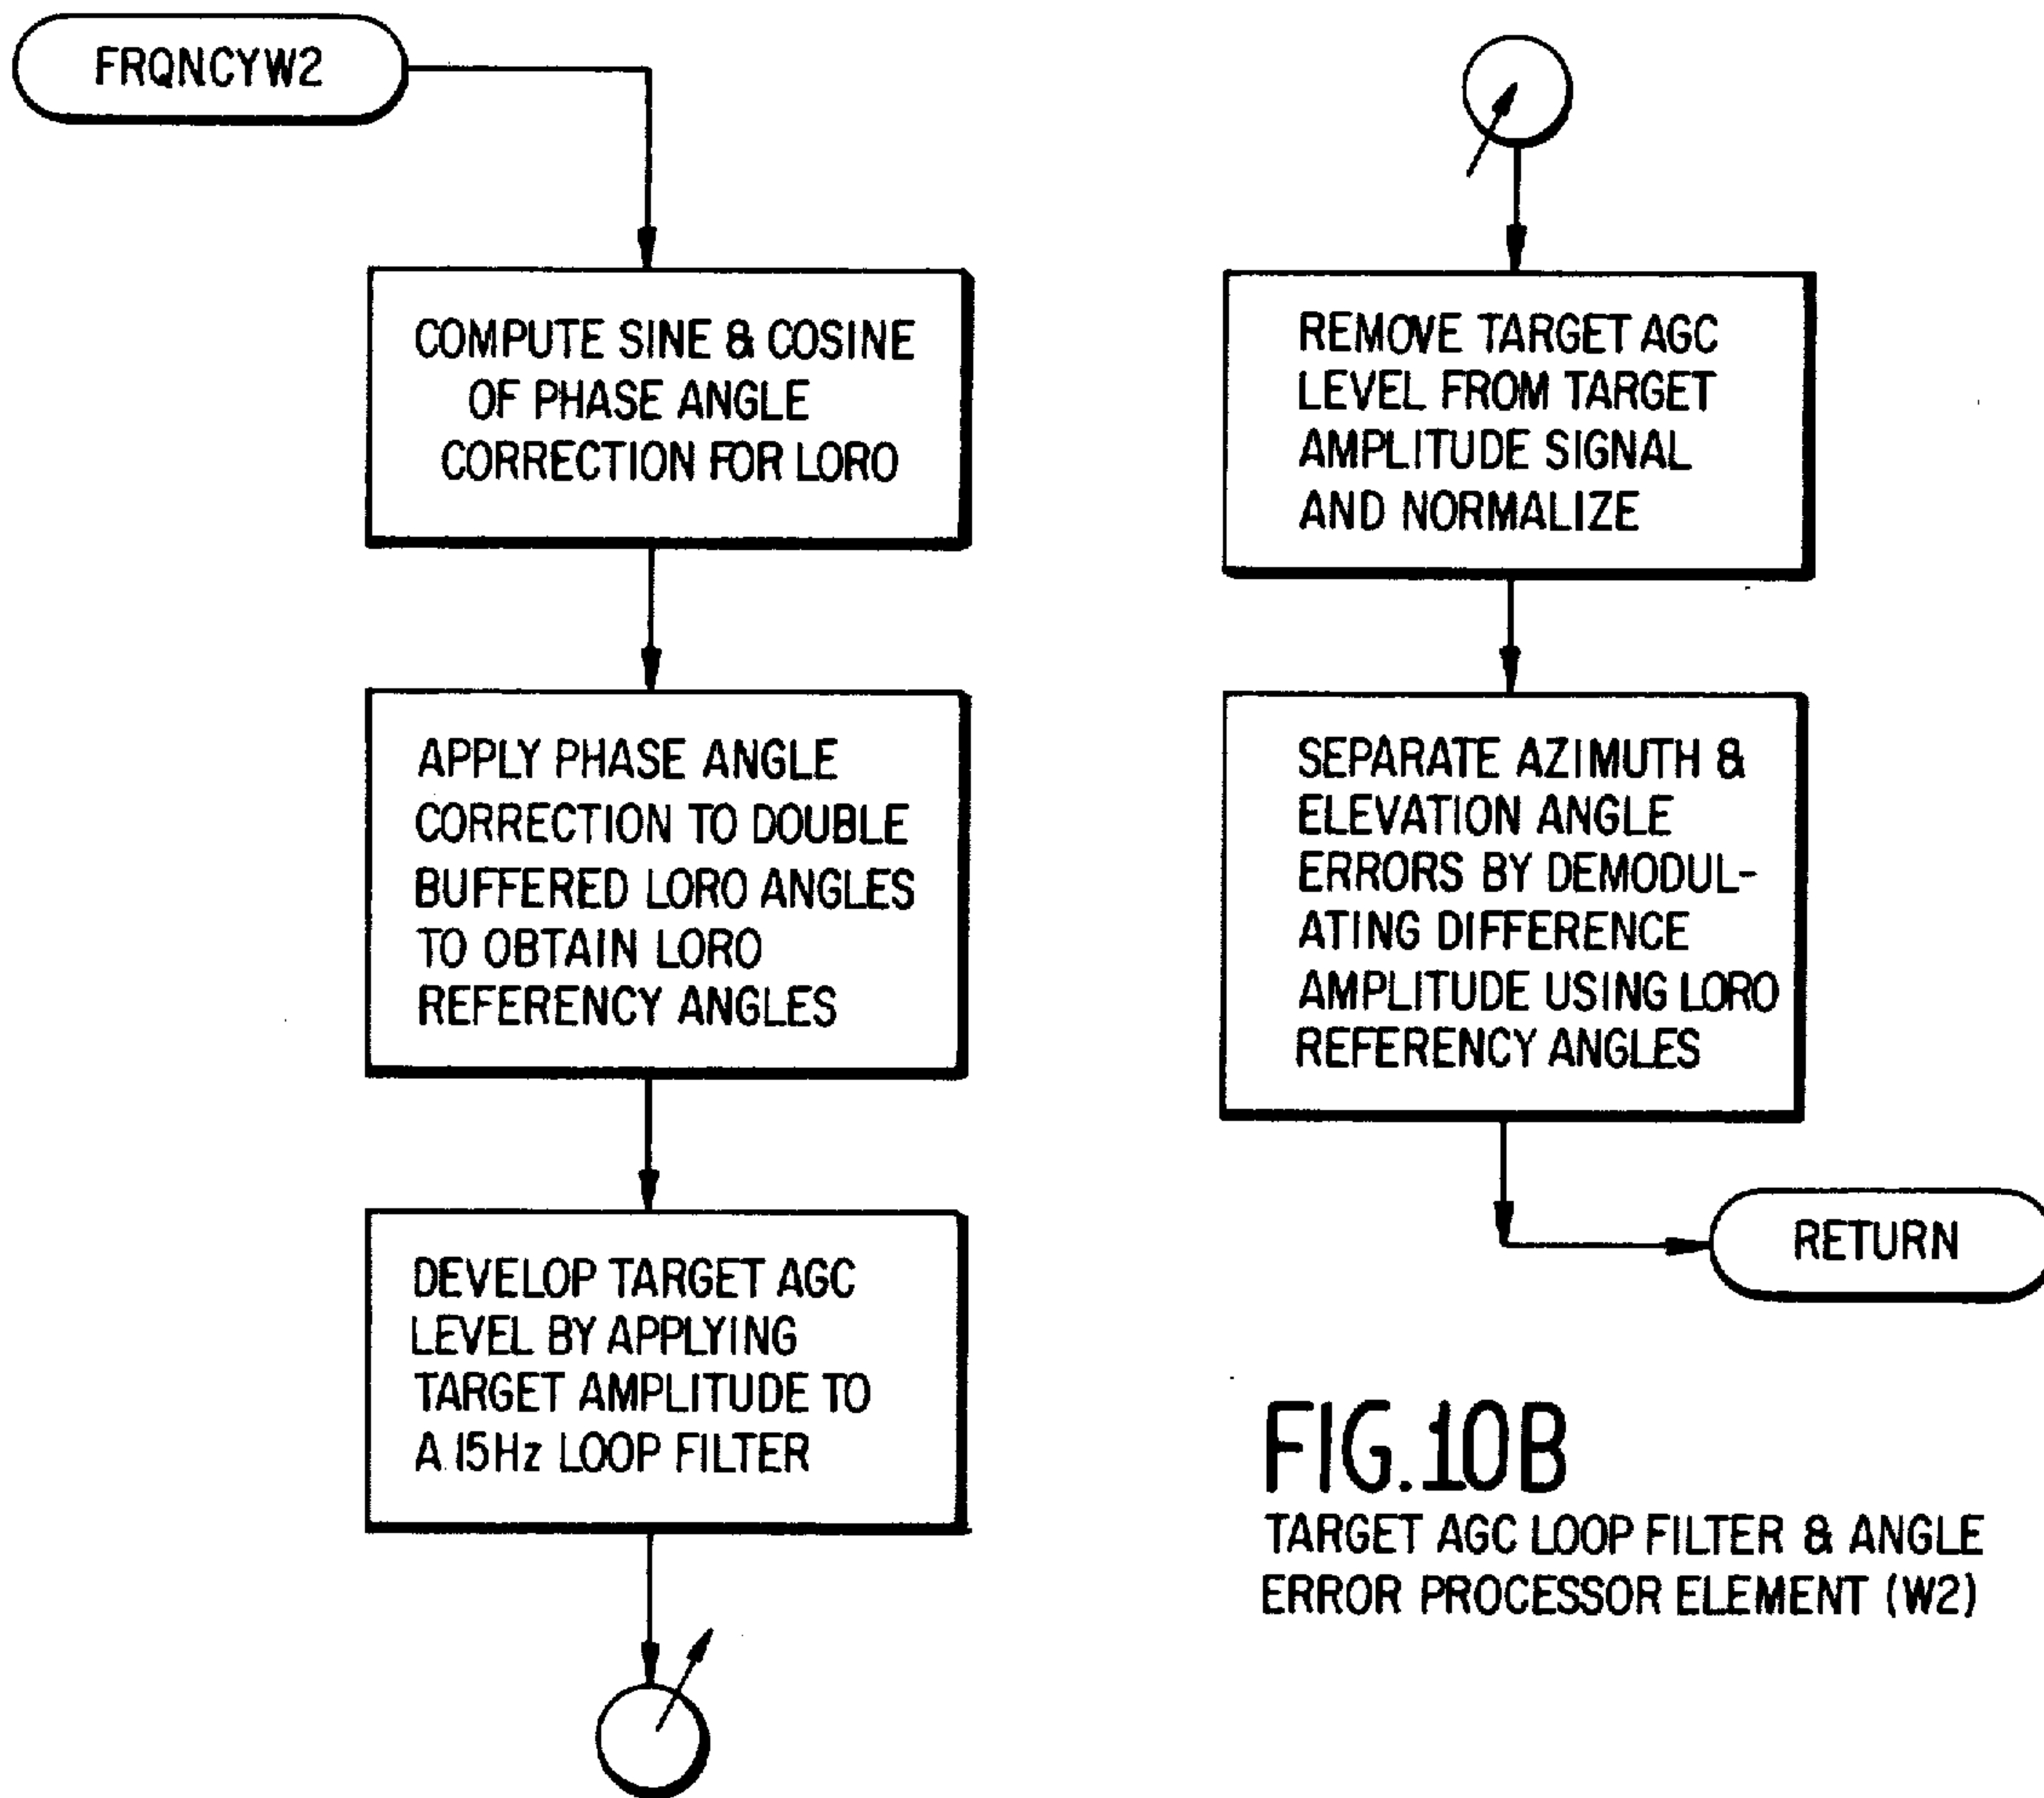 FRQNCYW2
COMPUTE SINE & COSINE
OF PHASE ANGLE
CORRECTION FOR LORO
APPLY PHASE ANGLE
CORRECTION TO DOUBLE
BUFFERED LORO ANGLES
TO OBTAIN LORO
REFERENCY ANGLES
DEVELOP TARGET AGC
LEVEL BY APPLYING
TARGET AMPLITUDE TO
A 15Hz LOOP FILTER
REMOVE TARGET AGC
LEVEL FROM TARGET
AMPLITUDE SIGNAL
AND NORMALIZE
SEPARATE AZIMUTH &
ELEVATION ANGLE
ERRORS BY DEMODUL-
ATING DIFFERENCE
AMPLITUDE USING LORO
REFERENCY ANGLES
RETURN
FIG.10B
TARGET AGC LOOP FILTER & ANGLE
ERROR PROCESSOR ELEMENT (W2)